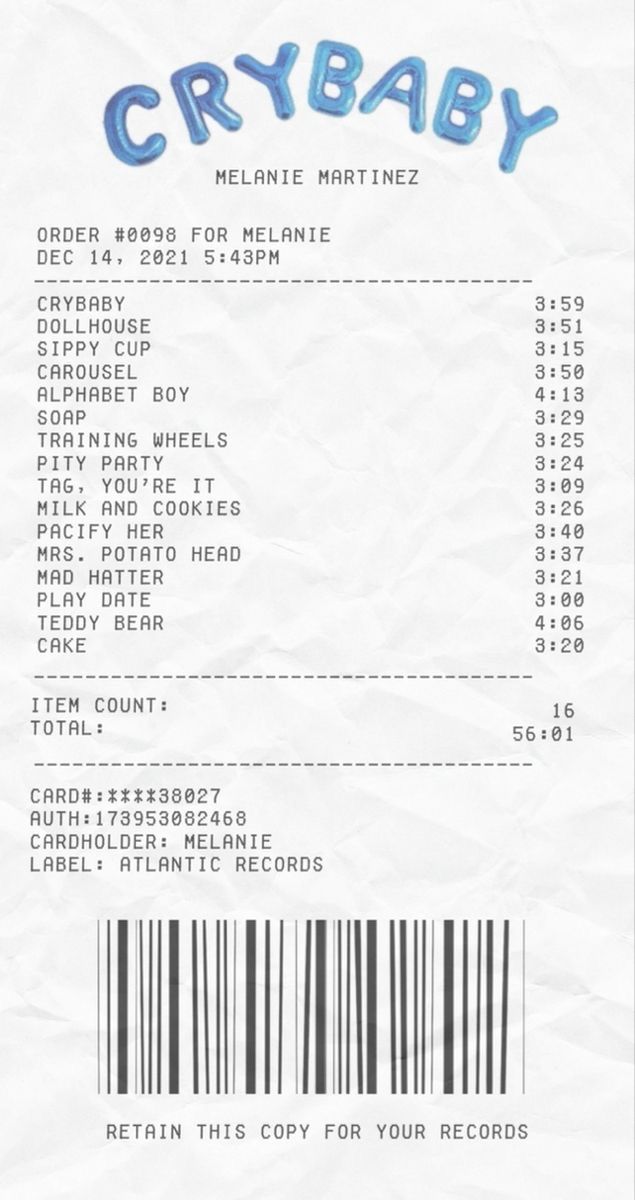 CRYBABY
MELANIE MARTINEZ
ORDER #0098 FOR MELANIE
DEC 14, 2021 5:43PM
----------------------------------------
CRYBABY 3:59
DOLLHOUSE 3:51
SIPPY CUP 3:15
CAROUSEL 3:50
ALPHABET BOY 4:13
SOAP 3:29
TRAINING WHEELS 3:25
PITY PARTY 3:24
TAG, YOU'RE IT 3:09
MILK AND COOKIES 3:26
PACIFY HER 3:40
MRS. POTATO HEAD 3:37
MAD HATTER 3:21
PLAY DATE 3:00
TEDDY BEAR 4:06
CAKE 3:20
----------------------------------------
ITEM COUNT: 16
TOTAL: 56:01
----------------------------------------
CARD#:****38027
AUTH:173953082468
CARDHOLDER: MELANIE
LABEL: ATLANTIC RECORDS
RETAIN THIS COPY FOR YOUR RECORDS